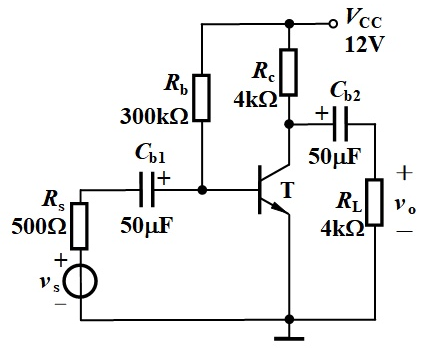 V_CC
12V
R_b
300kΩ
R_c
4kΩ
C_b2
+
50μF
C_b1
+
50μF
T
R_s
500Ω
+
v_s
−
R_L
4kΩ
+
v_o
−